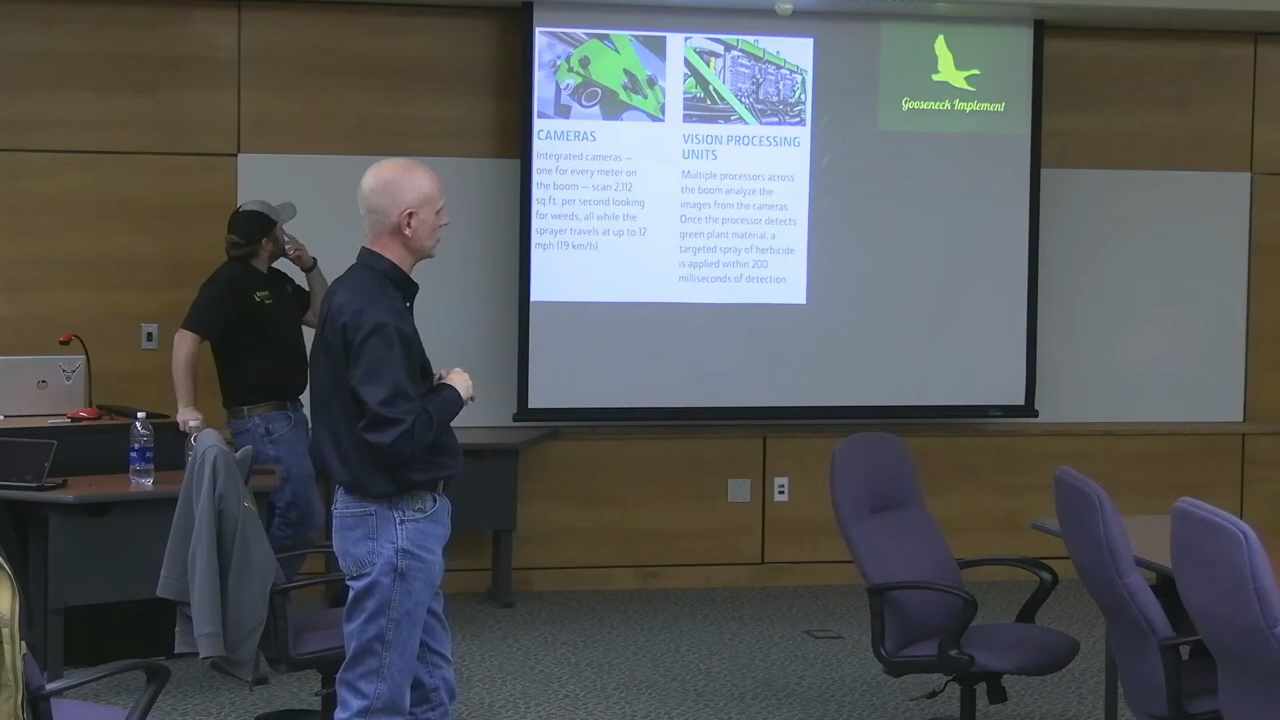 CAMERAS
Integrated cameras —
one for every meter on
the boom — scan 2,112
sq.ft. per second looking
for weeds, all while the
sprayer travels at up to 12
mph (19 km/h)
VISION PROCESSING
UNITS
Multiple processors across
the boom analyze the
images from the cameras.
Once the processor detects
green plant material, a
targeted spray of herbicide
is applied within 200
milliseconds of detection
Gooseneck Implement